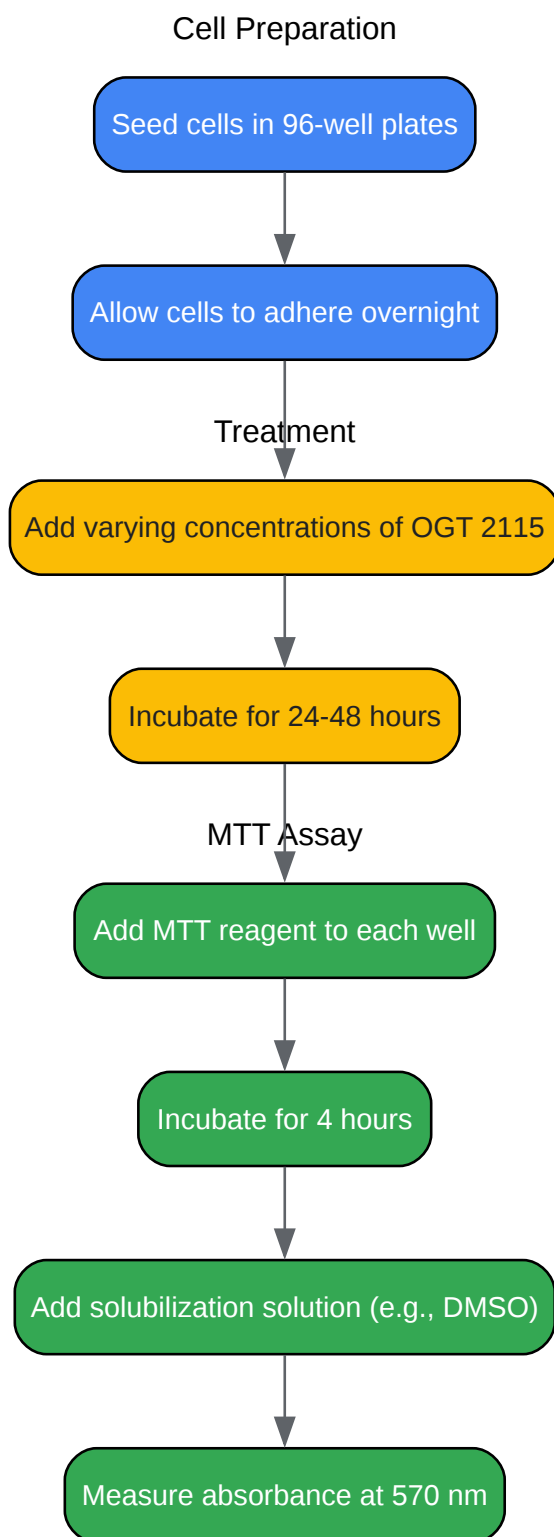 Cell Preparation
Seed cells in 96-well plates
Allow cells to adhere overnight
Treatment
Add varying concentrations of OGT 2115
Incubate for 24-48 hours
MTT Assay
Add MTT reagent to each well
Incubate for 4 hours
Add solubilization solution (e.g., DMSO)
Measure absorbance at 570 nm